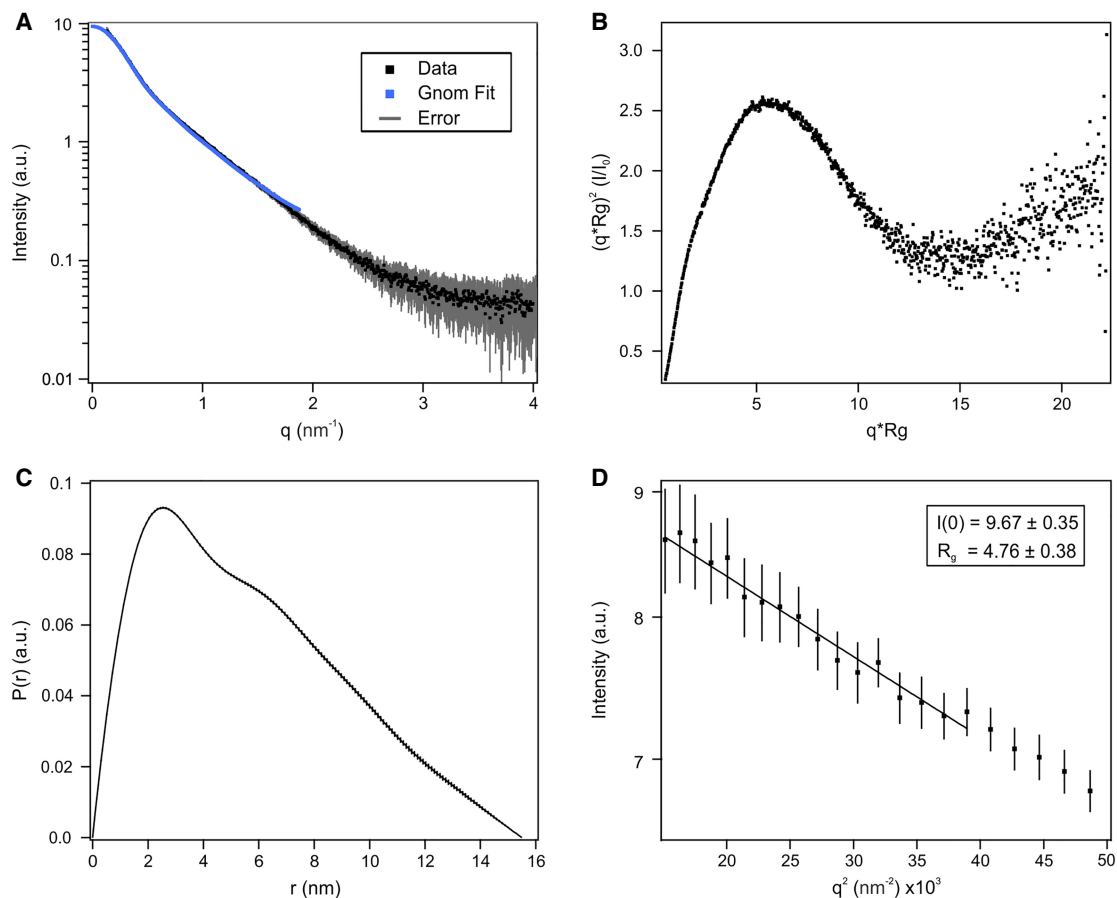 A
10
1
0.1
0.01
Intensity (a.u.)
Data
Gnom Fit
Error
0 1 2 3 4
q (nm⁻¹)
B
3.0
2.5
2.0
1.5
1.0
0.5
(q*Rg)² (I/I₀)
5 10 15 20
q*Rg
C
0.1
0.08
0.06
0.04
0.02
0.0
P(r) (a.u.)
0 2 4 6 8 10 12 14 16
r (nm)
D
9
8
7
Intensity (a.u.)
I(0) = 9.67 ± 0.35
Rg = 4.76 ± 0.38
20 25 30 35 40 45 50
q² (nm⁻²) x10³